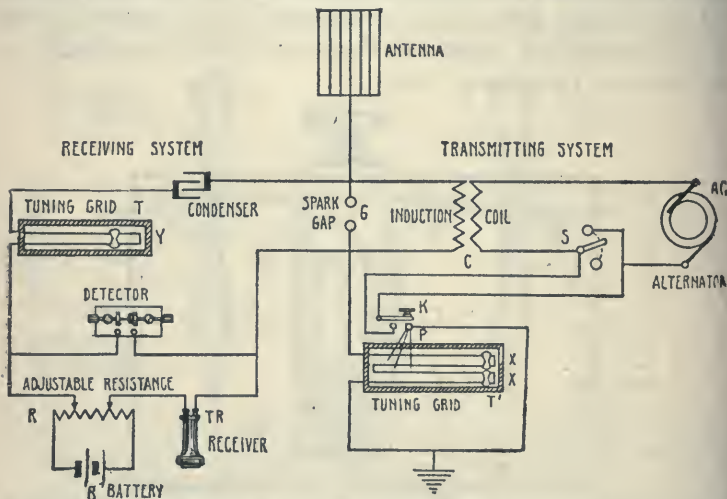 ANTENNA
RECEIVING SYSTEM
TRANSMITTING SYSTEM
AG
TUNING GRID T
CONDENSER
SPARK GAP
G
INDUCTION COIL
Y
S
C
ALTERNATOR
DETECTOR
K
P
X
X
ADJUSTABLE RESISTANCE
TUNING GRID
T'
R
TR
RECEIVER
BATTERY